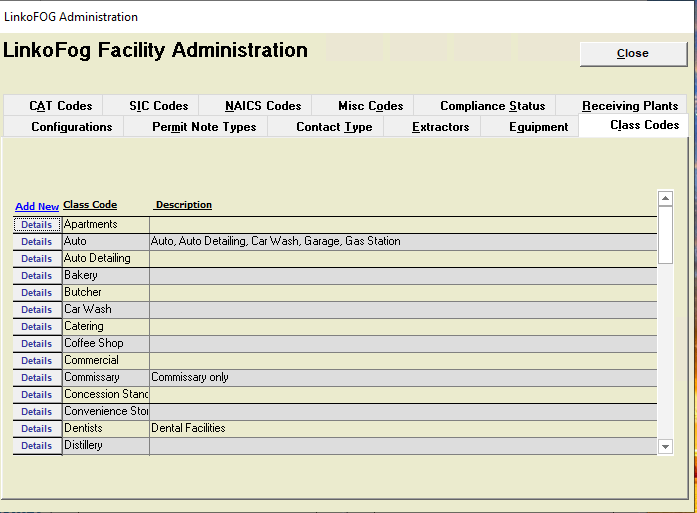 LinkoFOG Administration
LinkoFog Facility Administration
Close
CAT Codes SIC Codes NAICS Codes Misc Codes Compliance Status Receiving Plants
Configurations Permit Note Types Contact Type Extractors Equipment Class Codes
Add New Class Code Description
Details Apartments
Details Auto Auto, Auto Detailing, Car Wash, Garage, Gas Station
Details Auto Detailing
Details Bakery
Details Butcher
Details Car Wash
Details Catering
Details Coffee Shop
Details Commercial
Details Commissary Commissary only
Details Concession Stanc
Details Convenience Stor
Details Dentists Dental Facilities
Details Distillery